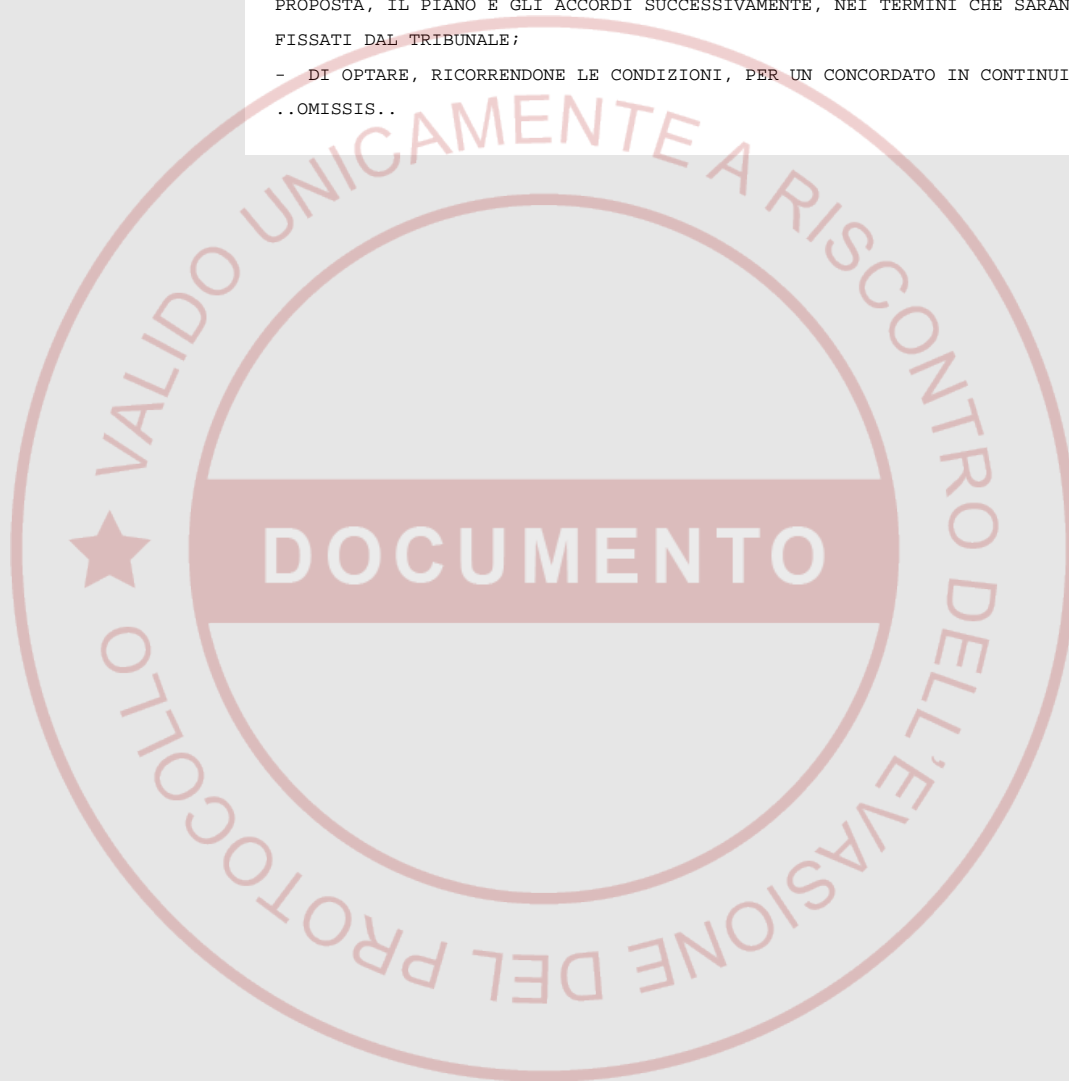 PROPOSTA, IL PIANO E GLI ACCORDI SUCCESSIVAMENTE, NEI TERMINI CHE SARAN
FISSATI DAL TRIBUNALE;
- DI OPTARE, RICORRENDONE LE CONDIZIONI, PER UN CONCORDATO IN CONTINUI
..OMISSIS..
★ VALIDO UNICAMENTE A RISCONTRO DELL'EVASIONE DEL PROTOCOLLO
DOCUMENTO